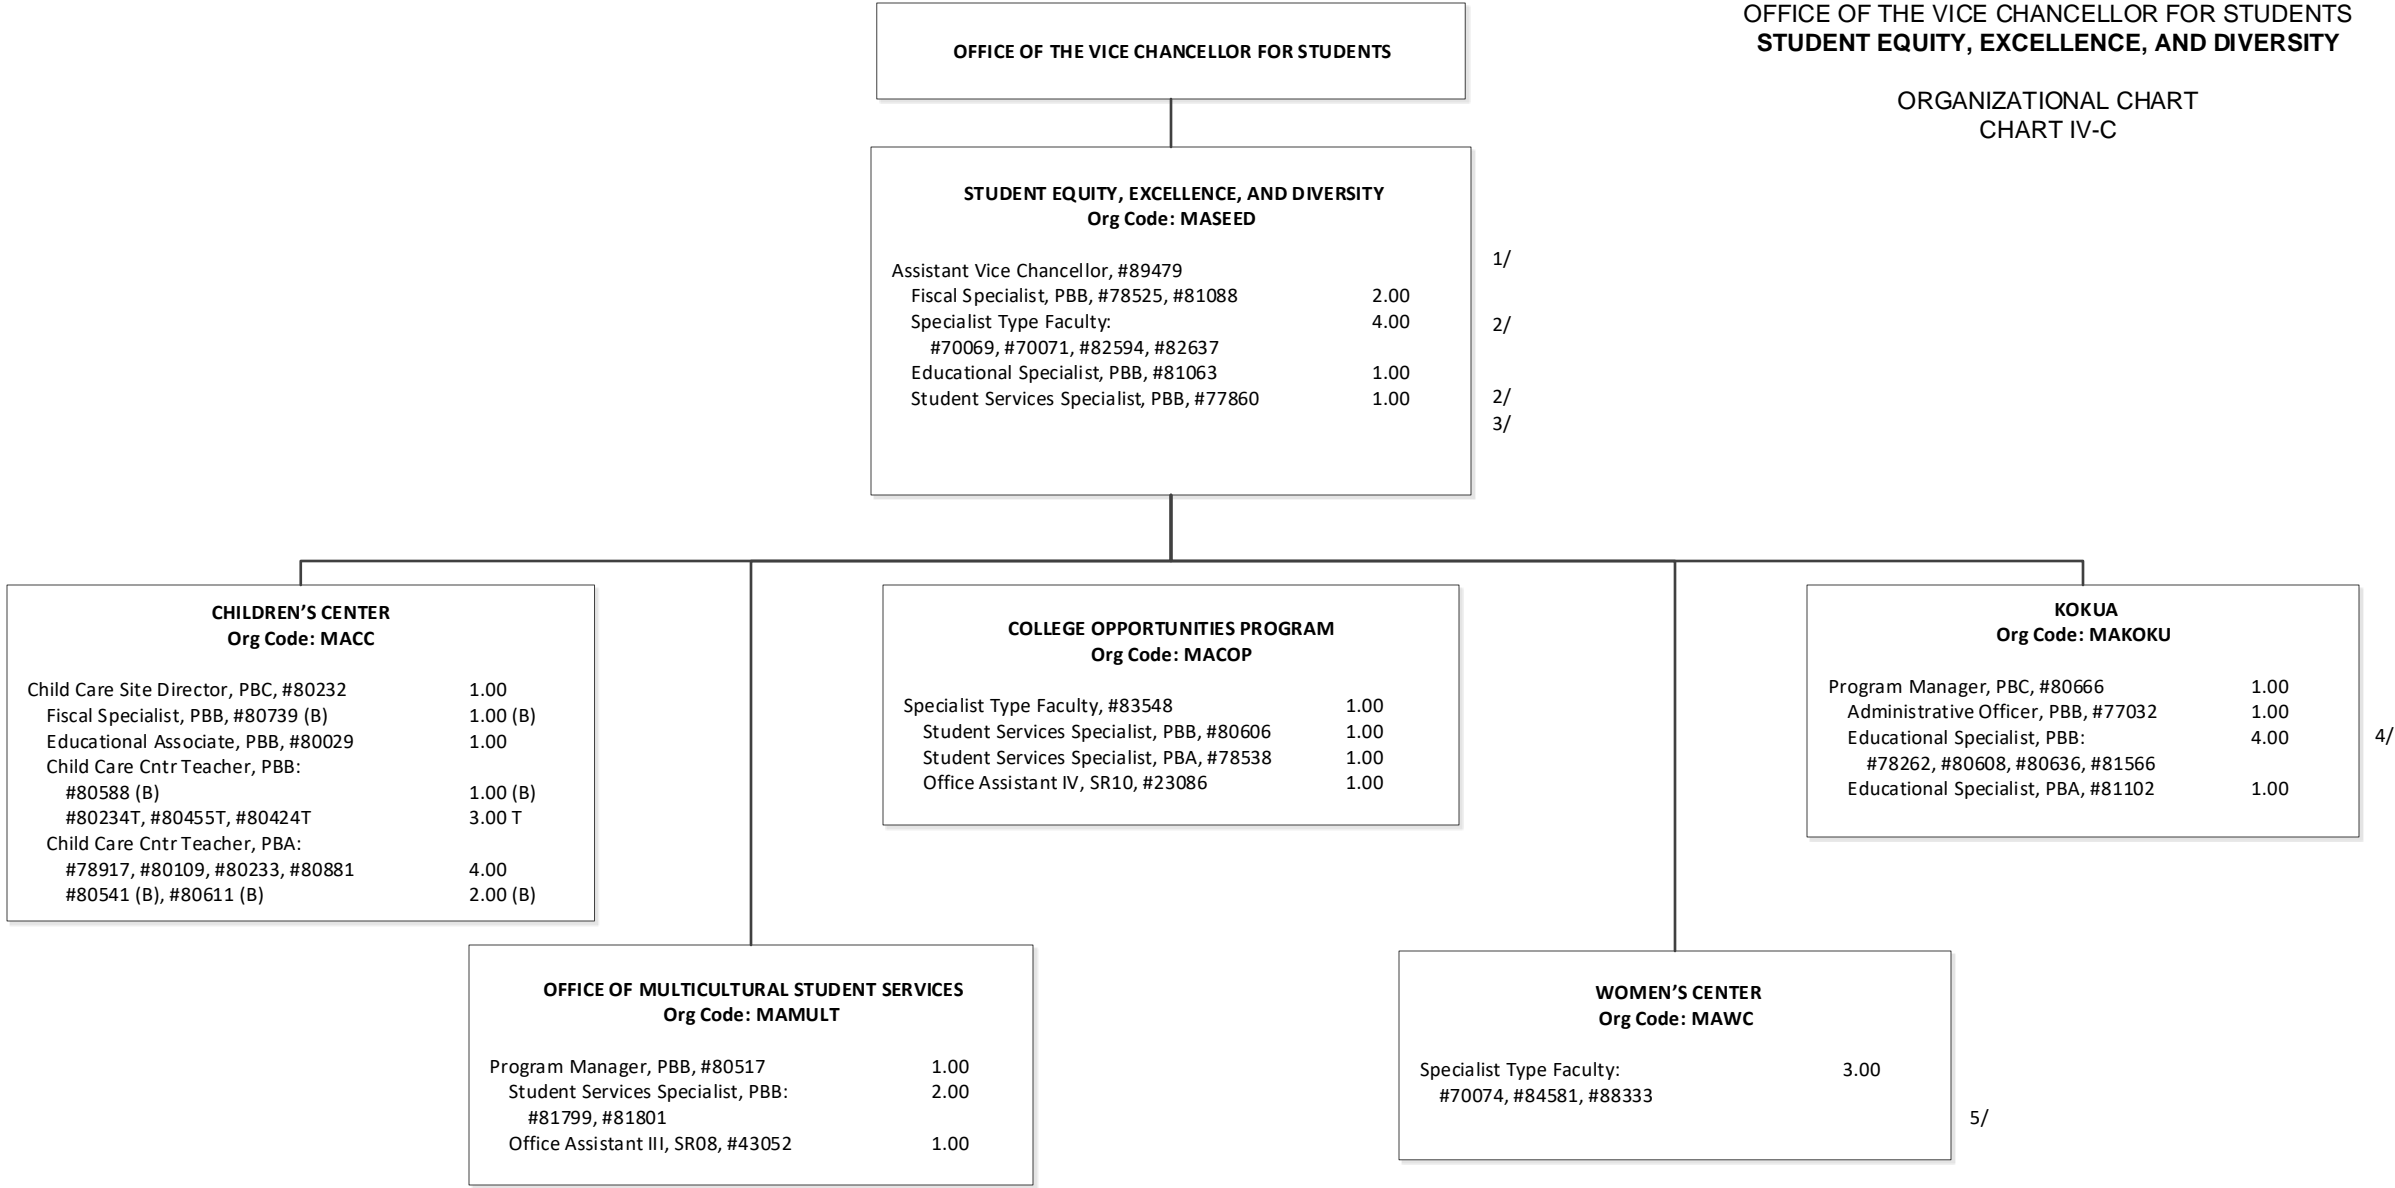 OFFICE OF THE VICE CHANCELLOR FOR STUDENTS
STUDENT EQUITY, EXCELLENCE, AND DIVERSITY
ORGANIZATIONAL CHART
CHART IV-C
OFFICE OF THE VICE CHANCELLOR FOR STUDENTS
STUDENT EQUITY, EXCELLENCE, AND DIVERSITY
Org Code: MASEED
Assistant Vice Chancellor, #89479 1/
Fiscal Specialist, PBB, #78525, #81088 2.00
Specialist Type Faculty: 4.00 2/
#70069, #70071, #82594, #82637
Educational Specialist, PBB, #81063 1.00
Student Services Specialist, PBB, #77860 1.00 2/
3/
CHILDREN’S CENTER
Org Code: MACC
Child Care Site Director, PBC, #80232 1.00
Fiscal Specialist, PBB, #80739 (B) 1.00 (B)
Educational Associate, PBB, #80029 1.00
Child Care Cntr Teacher, PBB:
#80588 (B) 1.00 (B)
#80234T, #80455T, #80424T 3.00 T
Child Care Cntr Teacher, PBA:
#78917, #80109, #80233, #80881 4.00
#80541 (B), #80611 (B) 2.00 (B)
COLLEGE OPPORTUNITIES PROGRAM
Org Code: MACOP
Specialist Type Faculty, #83548 1.00
Student Services Specialist, PBB, #80606 1.00
Student Services Specialist, PBA, #78538 1.00
Office Assistant IV, SR10, #23086 1.00
KOKUA
Org Code: MAKOKU
Program Manager, PBC, #80666 1.00
Administrative Officer, PBB, #77032 1.00
Educational Specialist, PBB: 4.00 4/
#78262, #80608, #80636, #81566
Educational Specialist, PBA, #81102 1.00
OFFICE OF MULTICULTURAL STUDENT SERVICES
Org Code: MAMULT
Program Manager, PBB, #80517 1.00
Student Services Specialist, PBB: 2.00
#81799, #81801
Office Assistant III, SR08, #43052 1.00
WOMEN’S CENTER
Org Code: MAWC
Specialist Type Faculty: 3.00
#70074, #84581, #88333
5/